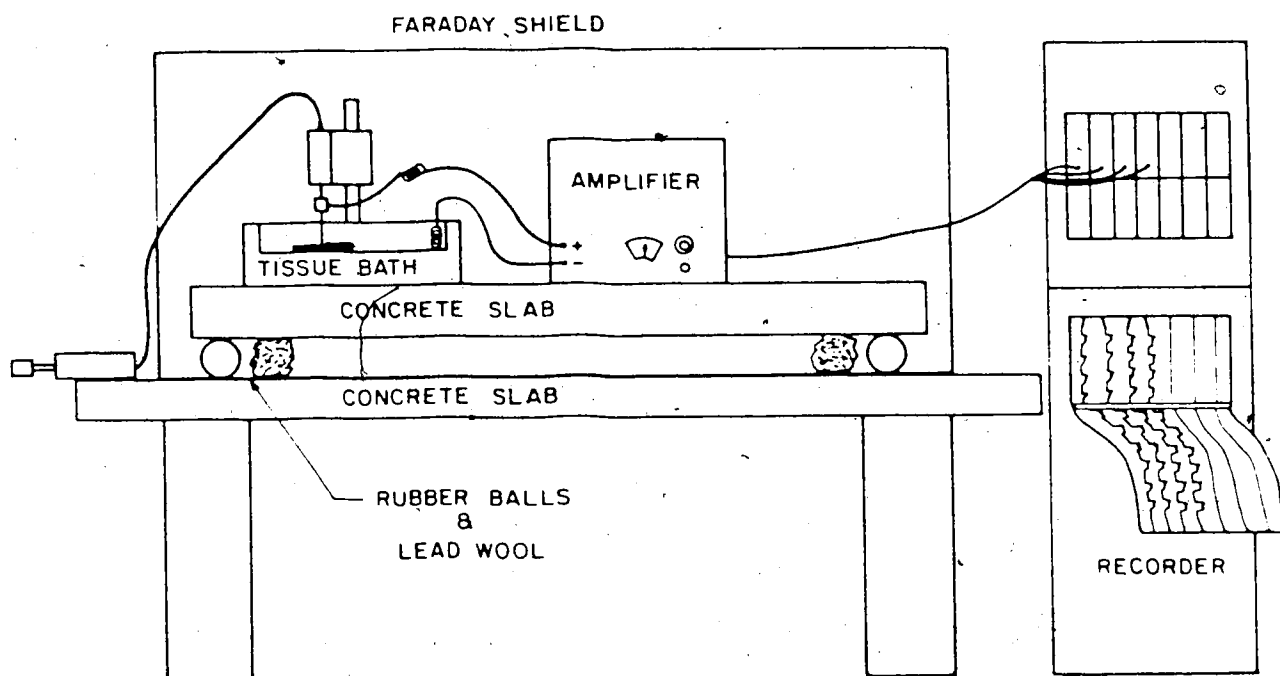 FARADAY SHIELD
AMPLIFIER
+
−
TISSUE BATH
CONCRETE SLAB
CONCRETE SLAB
RUBBER BALLS
&
LEAD WOOL
RECORDER